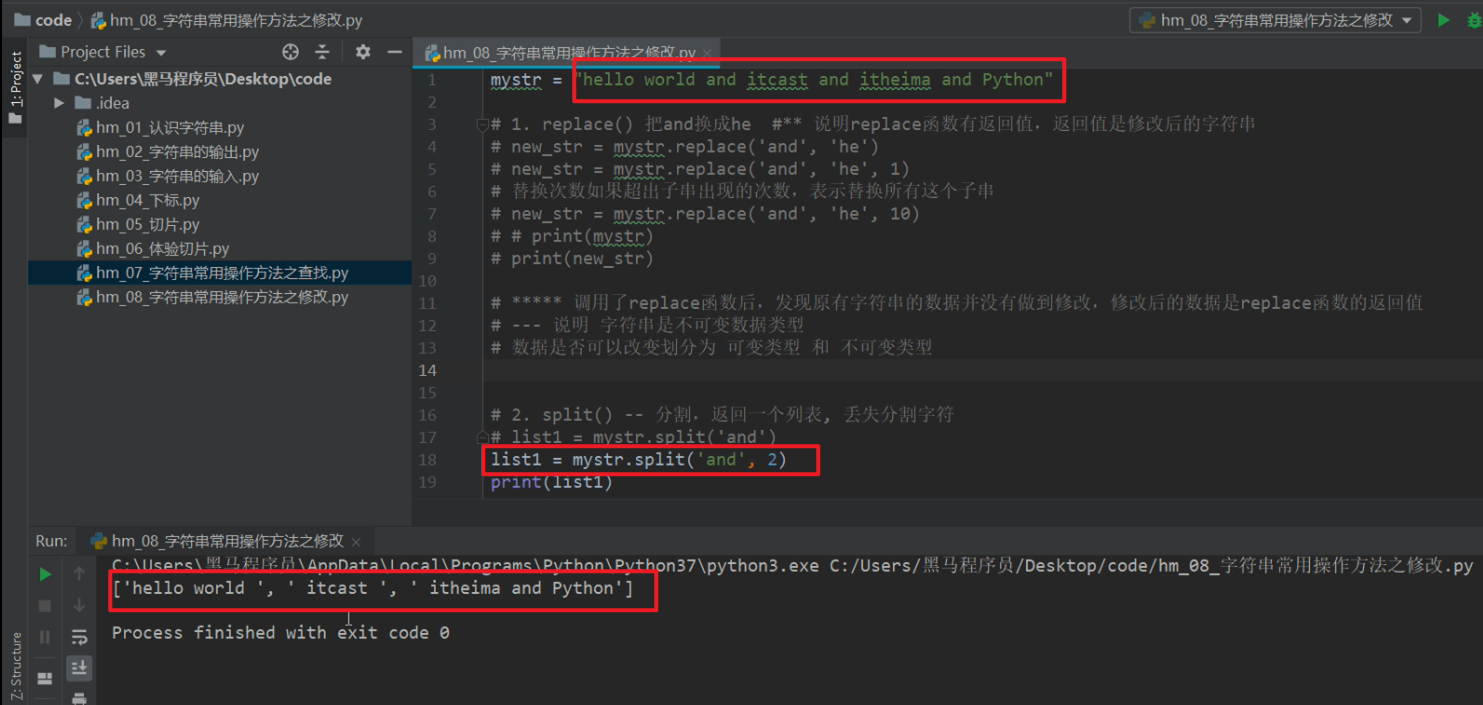 code hm_08_字符串常用操作方法之修改.py
hm_08_字符串常用操作方法之修改
1: Project
Project Files
C:\Users\黑马程序员\Desktop\code
.idea
hm_01_认识字符串.py
hm_02_字符串的输出.py
hm_03_字符串的输入.py
hm_04_下标.py
hm_05_切片.py
hm_06_体验切片.py
hm_07_字符串常用操作方法之查找.py
hm_08_字符串常用操作方法之修改.py
hm_08_字符串常用操作方法之修改.py
1 mystr = "hello world and itcast and itheima and Python"
2
3 # 1. replace() 把and换成he  #** 说明replace函数有返回值，返回值是修改后的字符串
4 # new_str = mystr.replace('and', 'he')
5 # new_str = mystr.replace('and', 'he', 1)
6 # 替换次数如果超出子串出现的次数，表示替换所有这个子串
7 # new_str = mystr.replace('and', 'he', 10)
8 # # print(mystr)
9 # print(new_str)
10
11 # ***** 调用了replace函数后，发现原有字符串的数据并没有做到修改，修改后的数据是replace函数的返回值
12 # --- 说明 字符串是不可变数据类型
13 # 数据是否可以改变划分为 可变类型 和 不可变类型
14
15
16 # 2. split() -- 分割，返回一个列表, 丢失分割字符
17 # list1 = mystr.split('and')
18 list1 = mystr.split('and', 2)
19 print(list1)
Run: hm_08_字符串常用操作方法之修改
C:\Users\黑马程序员\AppData\Local\Programs\Python\Python37\python3.exe C:/Users/黑马程序员/Desktop/code/hm_08_字符串常用操作方法之修改.py
['hello world ', ' itcast ', ' itheima and Python']
Process finished with exit code 0
Z: Structure